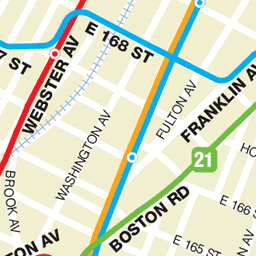 E 168 ST
ST
WEBSTER AV
FULTON AV
FRANKLIN AV
WASHINGTON AV
21
BROOK AV
BOSTON RD
E 166
E 165 ST
ON AV